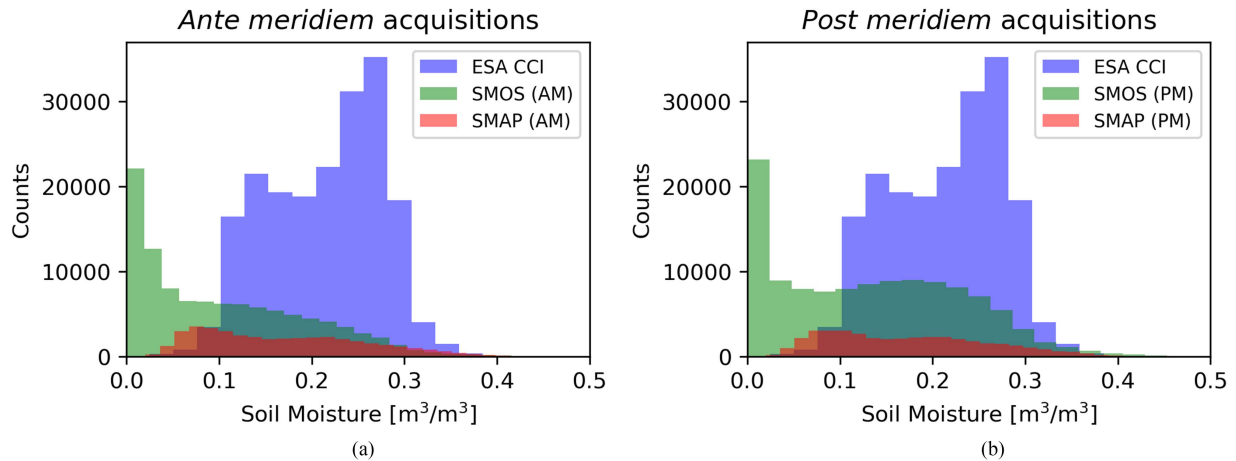 Ante meridiem acquisitions
Counts
30000
20000
10000
0
ESA CCI
SMOS (AM)
SMAP (AM)
0.0 0.1 0.2 0.3 0.4 0.5
Soil Moisture [m³/m³]
(a)
Post meridiem acquisitions
Counts
30000
20000
10000
0
ESA CCI
SMOS (PM)
SMAP (PM)
0.0 0.1 0.2 0.3 0.4 0.5
Soil Moisture [m³/m³]
(b)